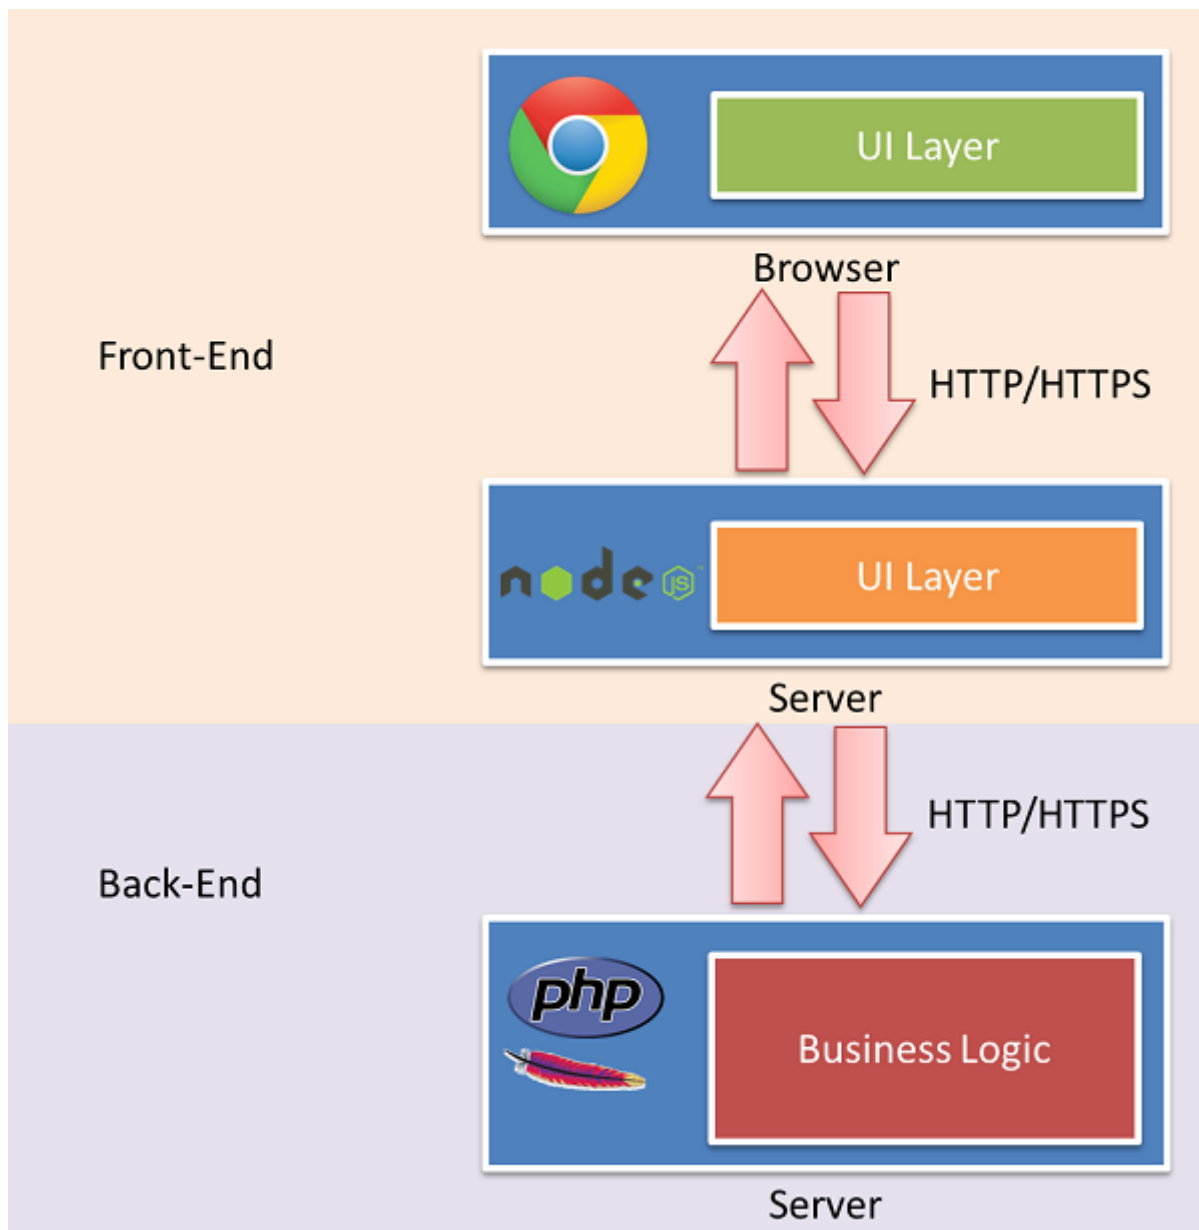 UI Layer
Browser
Front-End
HTTP/HTTPS
node JS™
UI Layer
Server
HTTP/HTTPS
Back-End
php
Business Logic
Server